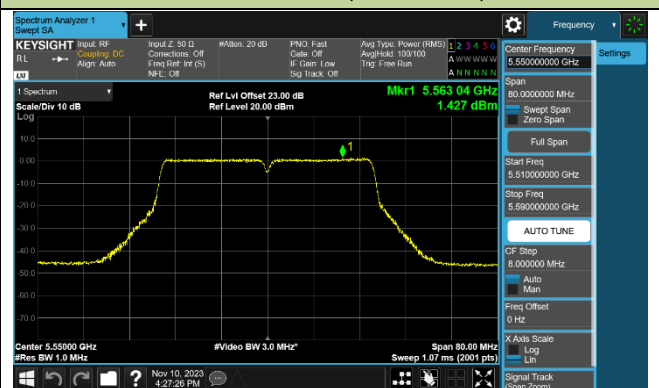 Spectrum Analyzer 1
Swept SA
Frequency
KEYSIGHT
Input: RF
Coupling: DC
Align: Auto
Input Z: 50 Ω
Corrections: Off
Freq Ref: Int (S)
NFE: Off
#Atten: 20 dB
PNO: Fast
Gate: Off
IF Gain: Low
Sig Track: Off
Avg Type: Power (RMS)
Avg|Hold: 100/100
Trig: Free Run
1 2 3 4 5 6
A W W W W W
A N N N N N
RL
LXI
1 Spectrum
Scale/Div 10 dB
Log
Ref Lvl Offset 23.00 dB
Ref Level 20.00 dBm
Mkr1 5.563 04 GHz
1.427 dBm
1
10.0
0.00
-10.0
-20.0
-30.0
-40.0
-50.0
-60.0
-70.0
Center 5.55000 GHz
#Res BW 1.0 MHz
#Video BW 3.0 MHz*
Span 80.00 MHz
Sweep 1.07 ms (2001 pts)
Nov 10, 2023
4:27:26 PM
?
Center Frequency
5.550000000 GHz
Settings
Span
80.0000000 MHz
Swept Span
Zero Span
Full Span
Start Freq
5.510000000 GHz
Stop Freq
5.590000000 GHz
AUTO TUNE
CF Step
8.000000 MHz
Auto
Man
Freq Offset
0 Hz
X Axis Scale
Log
Lin
Signal Track
(Span Zoom)